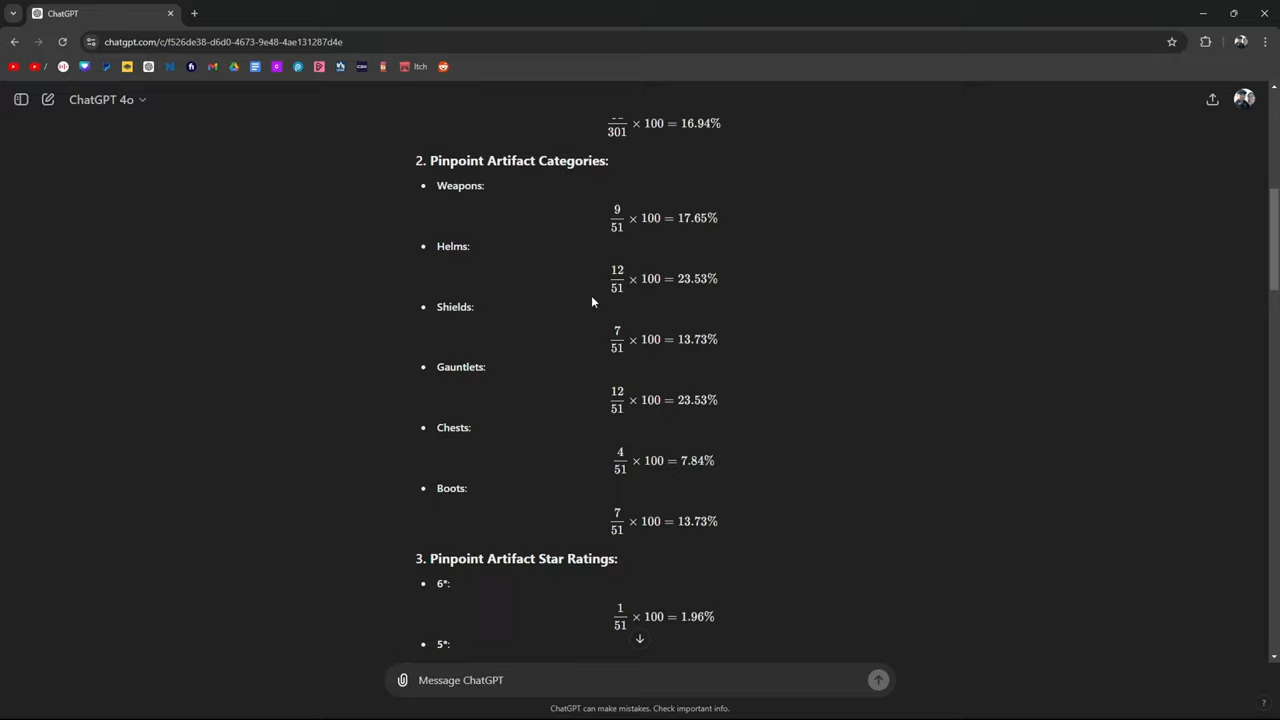 ChatGPT
chatgpt.com/c/f526de38-d6d0-4673-9e48-4ae131287d4e
Itch
ChatGPT 4o
301 × 100 = 16.94%
2. Pinpoint Artifact Categories:
Weapons:
9/51 × 100 = 17.65%
Helms:
12/51 × 100 = 23.53%
Shields:
7/51 × 100 = 13.73%
Gauntlets:
12/51 × 100 = 23.53%
Chests:
4/51 × 100 = 7.84%
Boots:
7/51 × 100 = 13.73%
3. Pinpoint Artifact Star Ratings:
6*:
1/51 × 100 = 1.96%
5*:
Message ChatGPT
ChatGPT can make mistakes. Check important info.
?